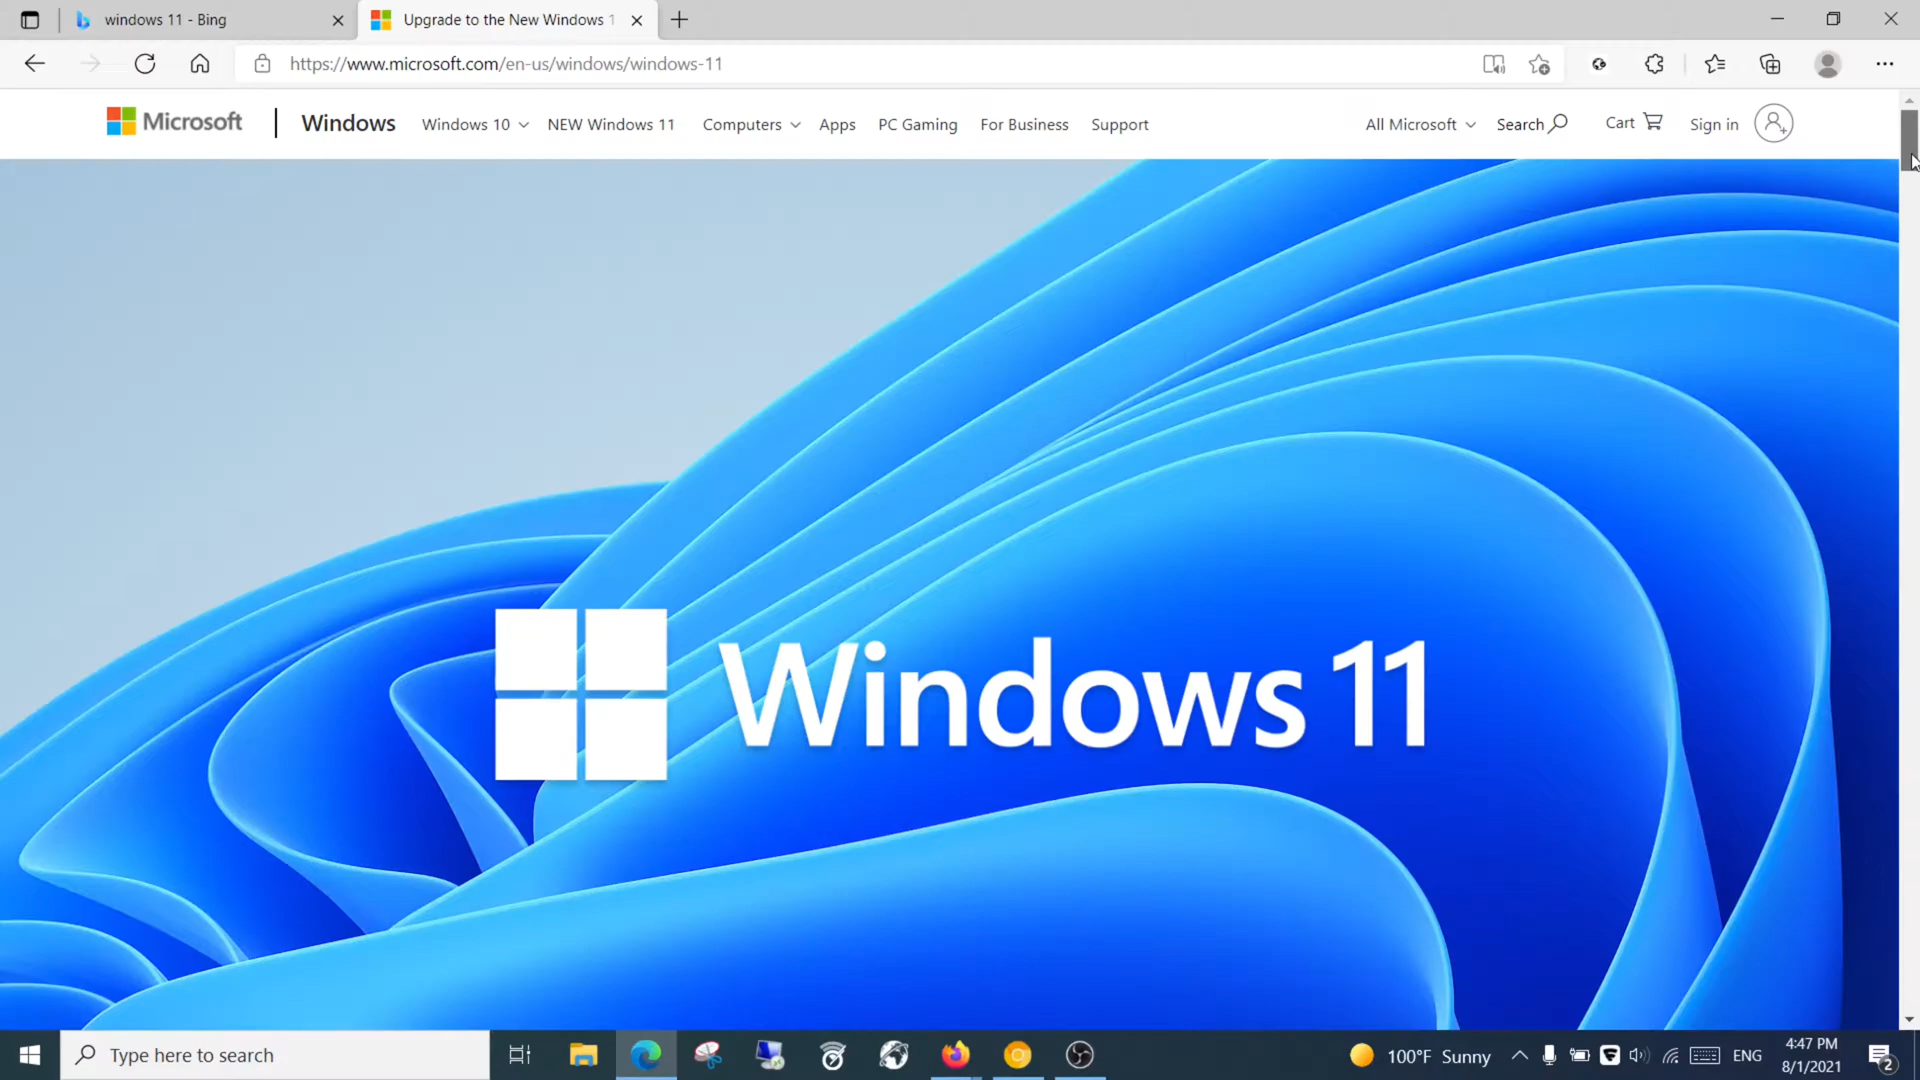 windows 11 - Bing
Upgrade to the New Windows 1
https://www.microsoft.com/en-us/windows/windows-11
Microsoft
Windows
Windows 10
NEW Windows 11
Computers
Apps
PC Gaming
For Business
Support
All Microsoft
Search
Cart
Sign in
Windows 11
Type here to search
100°F Sunny
ENG
4:47 PM
8/1/2021
2